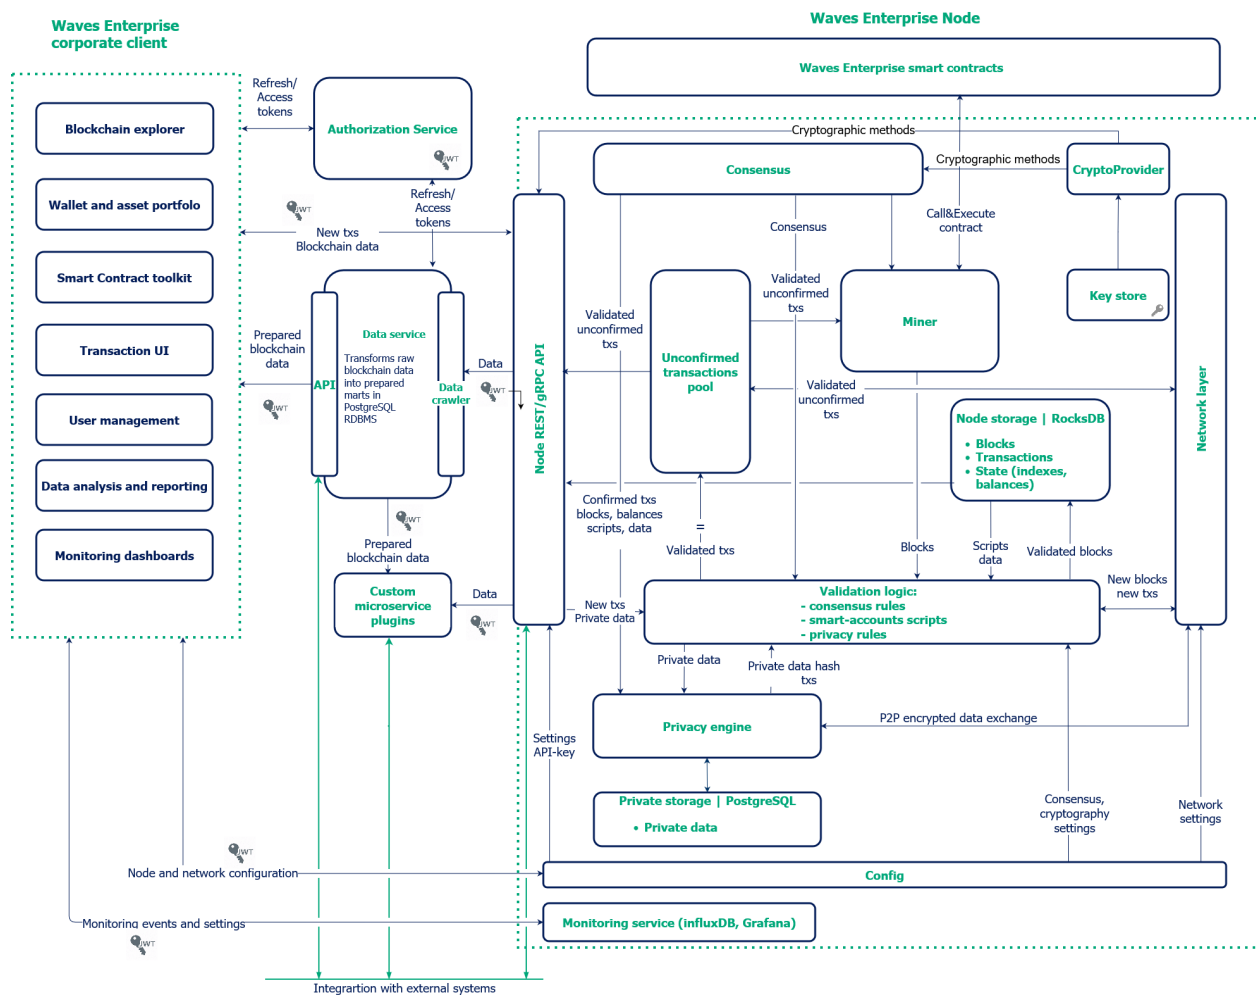 Waves Enterprise
corporate client
Waves Enterprise Node
Waves Enterprise smart contracts
Refresh/
Access
tokens
Blockchain explorer
Authorization Service
JWT
Cryptographic methods
Consensus
Cryptographic methods
CryptoProvider
Wallet and asset portfolo
JWT
Refresh/
Access
tokens
New txs
Blockchain data
Consensus
Call&Execute
contract
Smart Contract toolkit
Validated
unconfirmed
txs
Key store
Validated
unconfirmed
txs
Miner
Transaction UI
Prepared
blockchain
data
API
Data service
Transforms raw
blockchain data
into prepared
marts in
PostgreSQL
RDBMS
Data
crawler
Data
JWT
Node REST/gRPC API
Unconfirmed
transactions
pool
Validated
unconfirmed
txs
Network layer
JWT
User management
Node storage | RocksDB
• Blocks
• Transactions
• State (indexes,
balances)
Data analysis and reporting
Confirmed txs
blocks, balances
scripts, data
JWT
=
Monitoring dashboards
Prepared
blockchain data
Validated txs
Blocks
Scripts
data
Validated blocks
Custom
microservice
plugins
Data
JWT
New txs
Private data
Validation logic:
- consensus rules
- smart-accounts scripts
- privacy rules
New blocks
new txs
Private data
Private data hash
txs
Privacy engine
P2P encrypted data exchange
Settings
API-key
Private storage | PostgreSQL
• Private data
Consensus,
cryptography
settings
Network
settings
JWT
Node and network configuration
Config
Monitoring events and settings
JWT
Monitoring service (influxDB, Grafana)
Integrartion with external systems